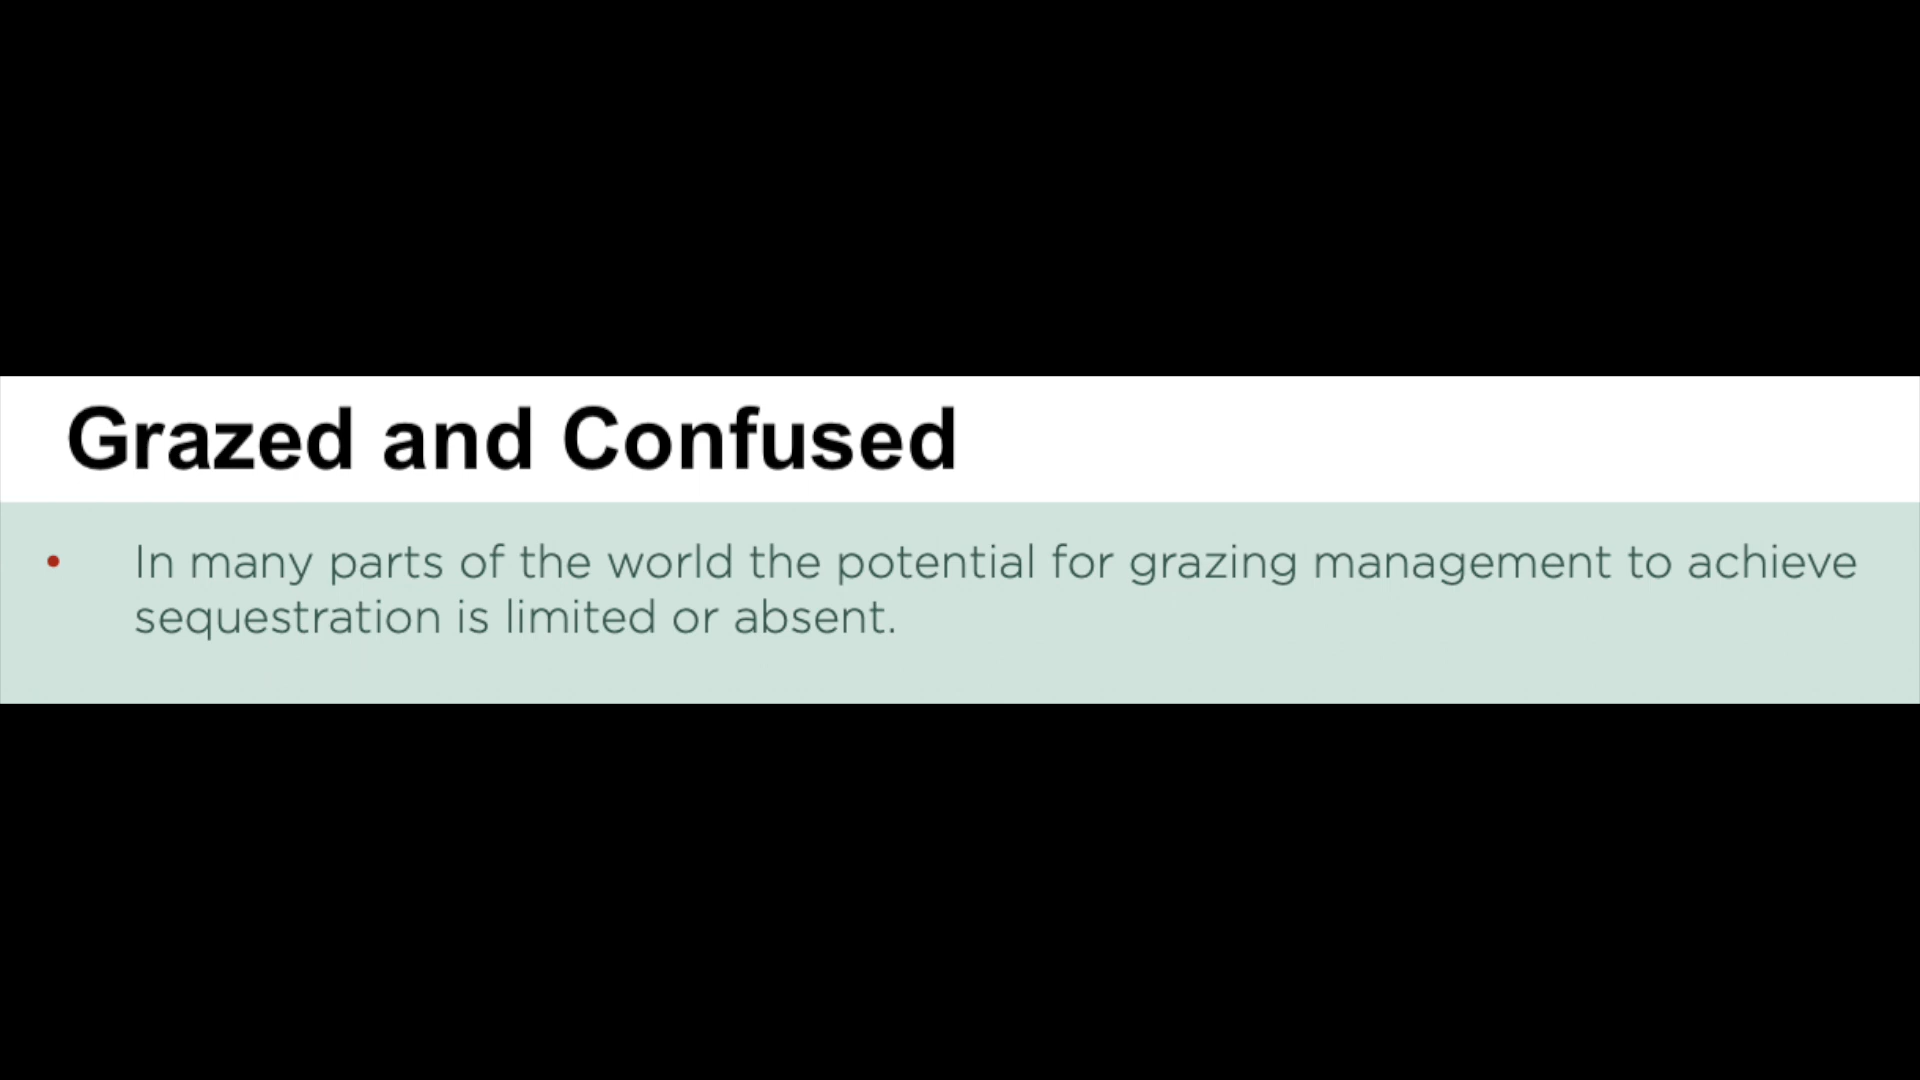 Grazed and Confused
• In many parts of the world the potential for grazing management to achieve
sequestration is limited or absent.